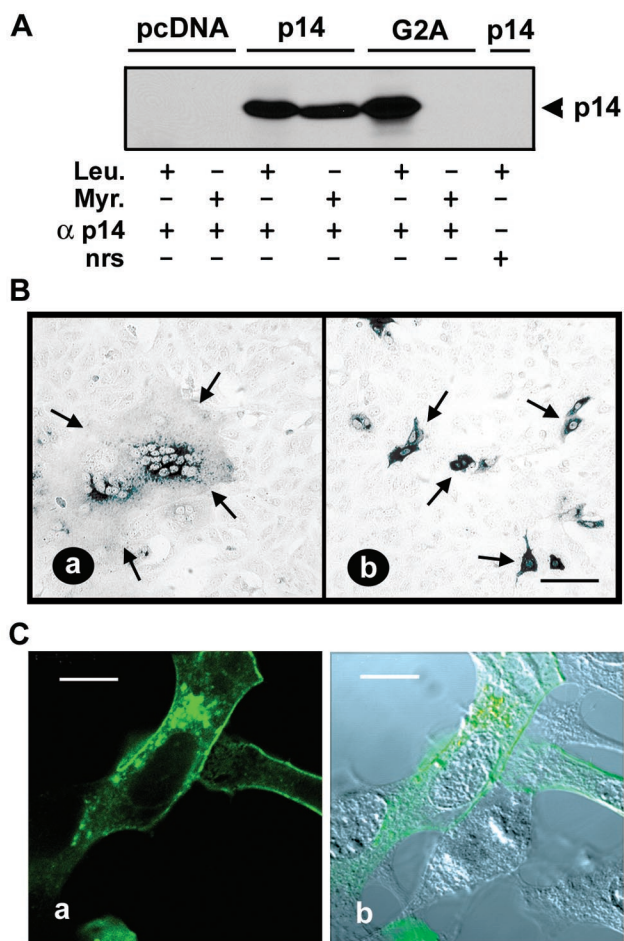 A
pcDNA p14 G2A p14
p14
Leu. + – + – + – +
Myr. – + – + – + –
α p14 + + + + + + –
nrs – – – – – – +
B
a b
C
a b